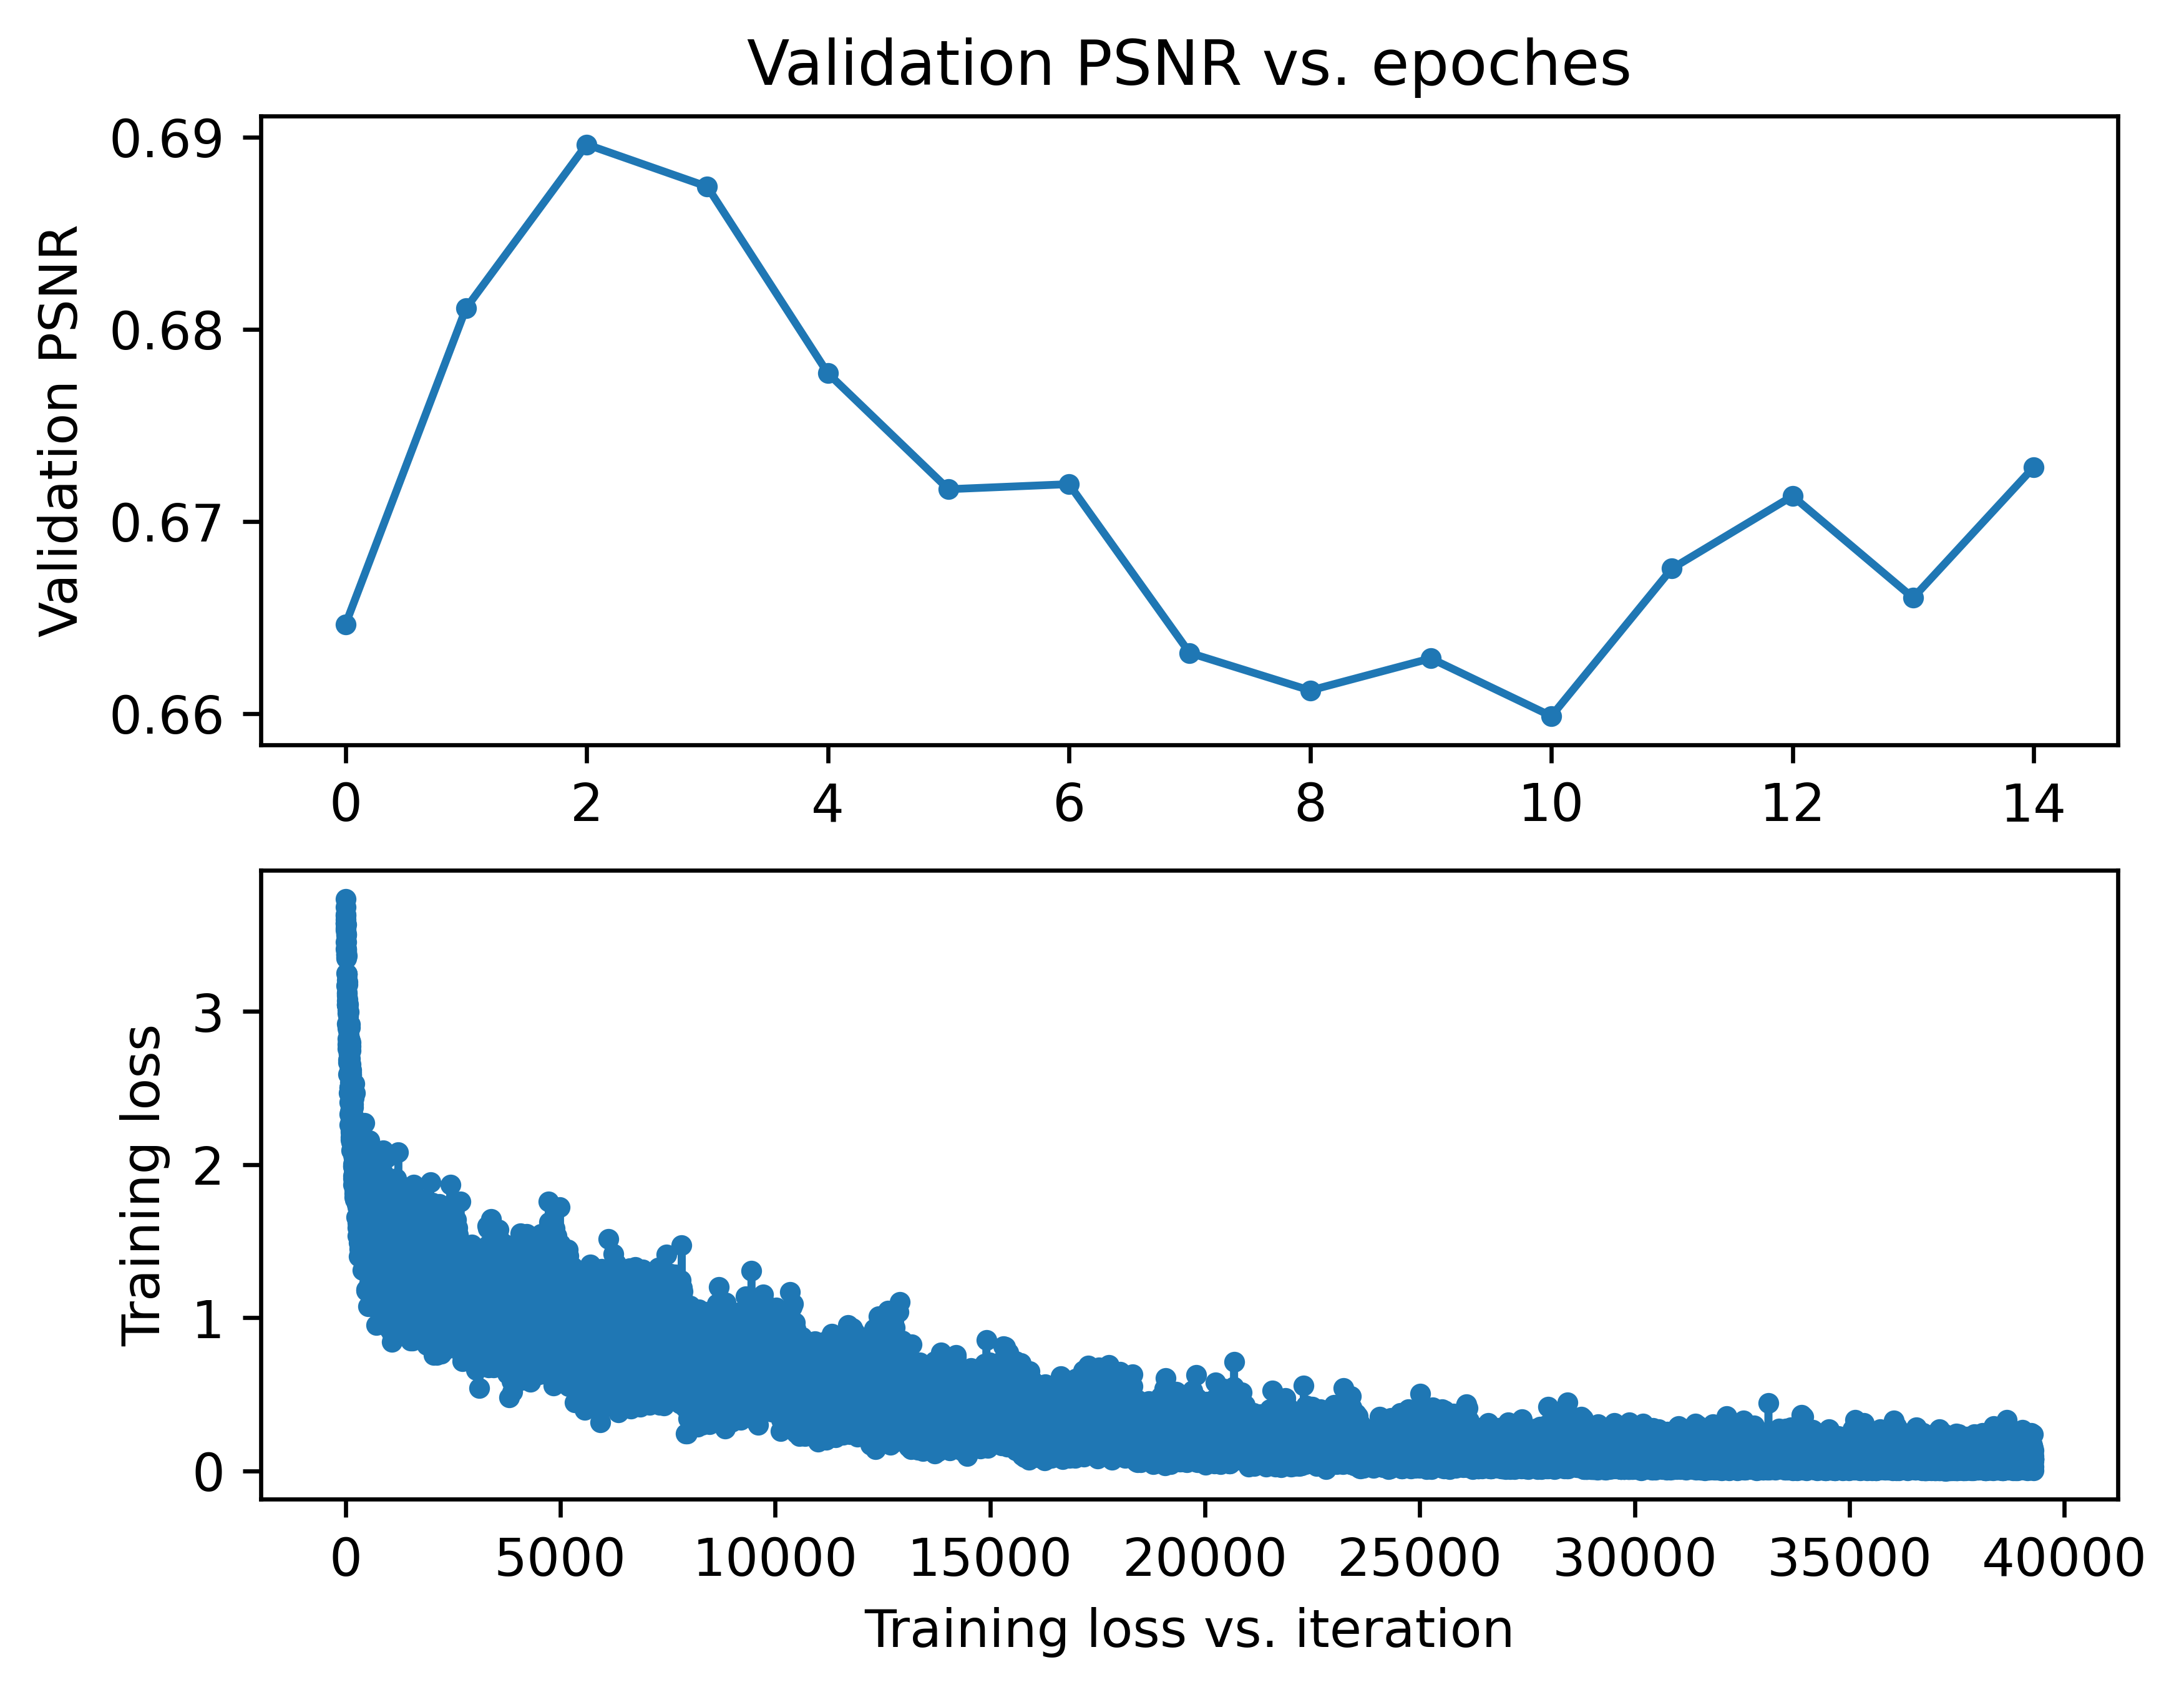 Validation PSNR vs. epoches
Validation PSNR
0.69
0.68
0.67
0.66
0 2 4 6 8 10 12 14
Training loss
3
2
1
0
0 5000 10000 15000 20000 25000 30000 35000 40000
Training loss vs. iteration